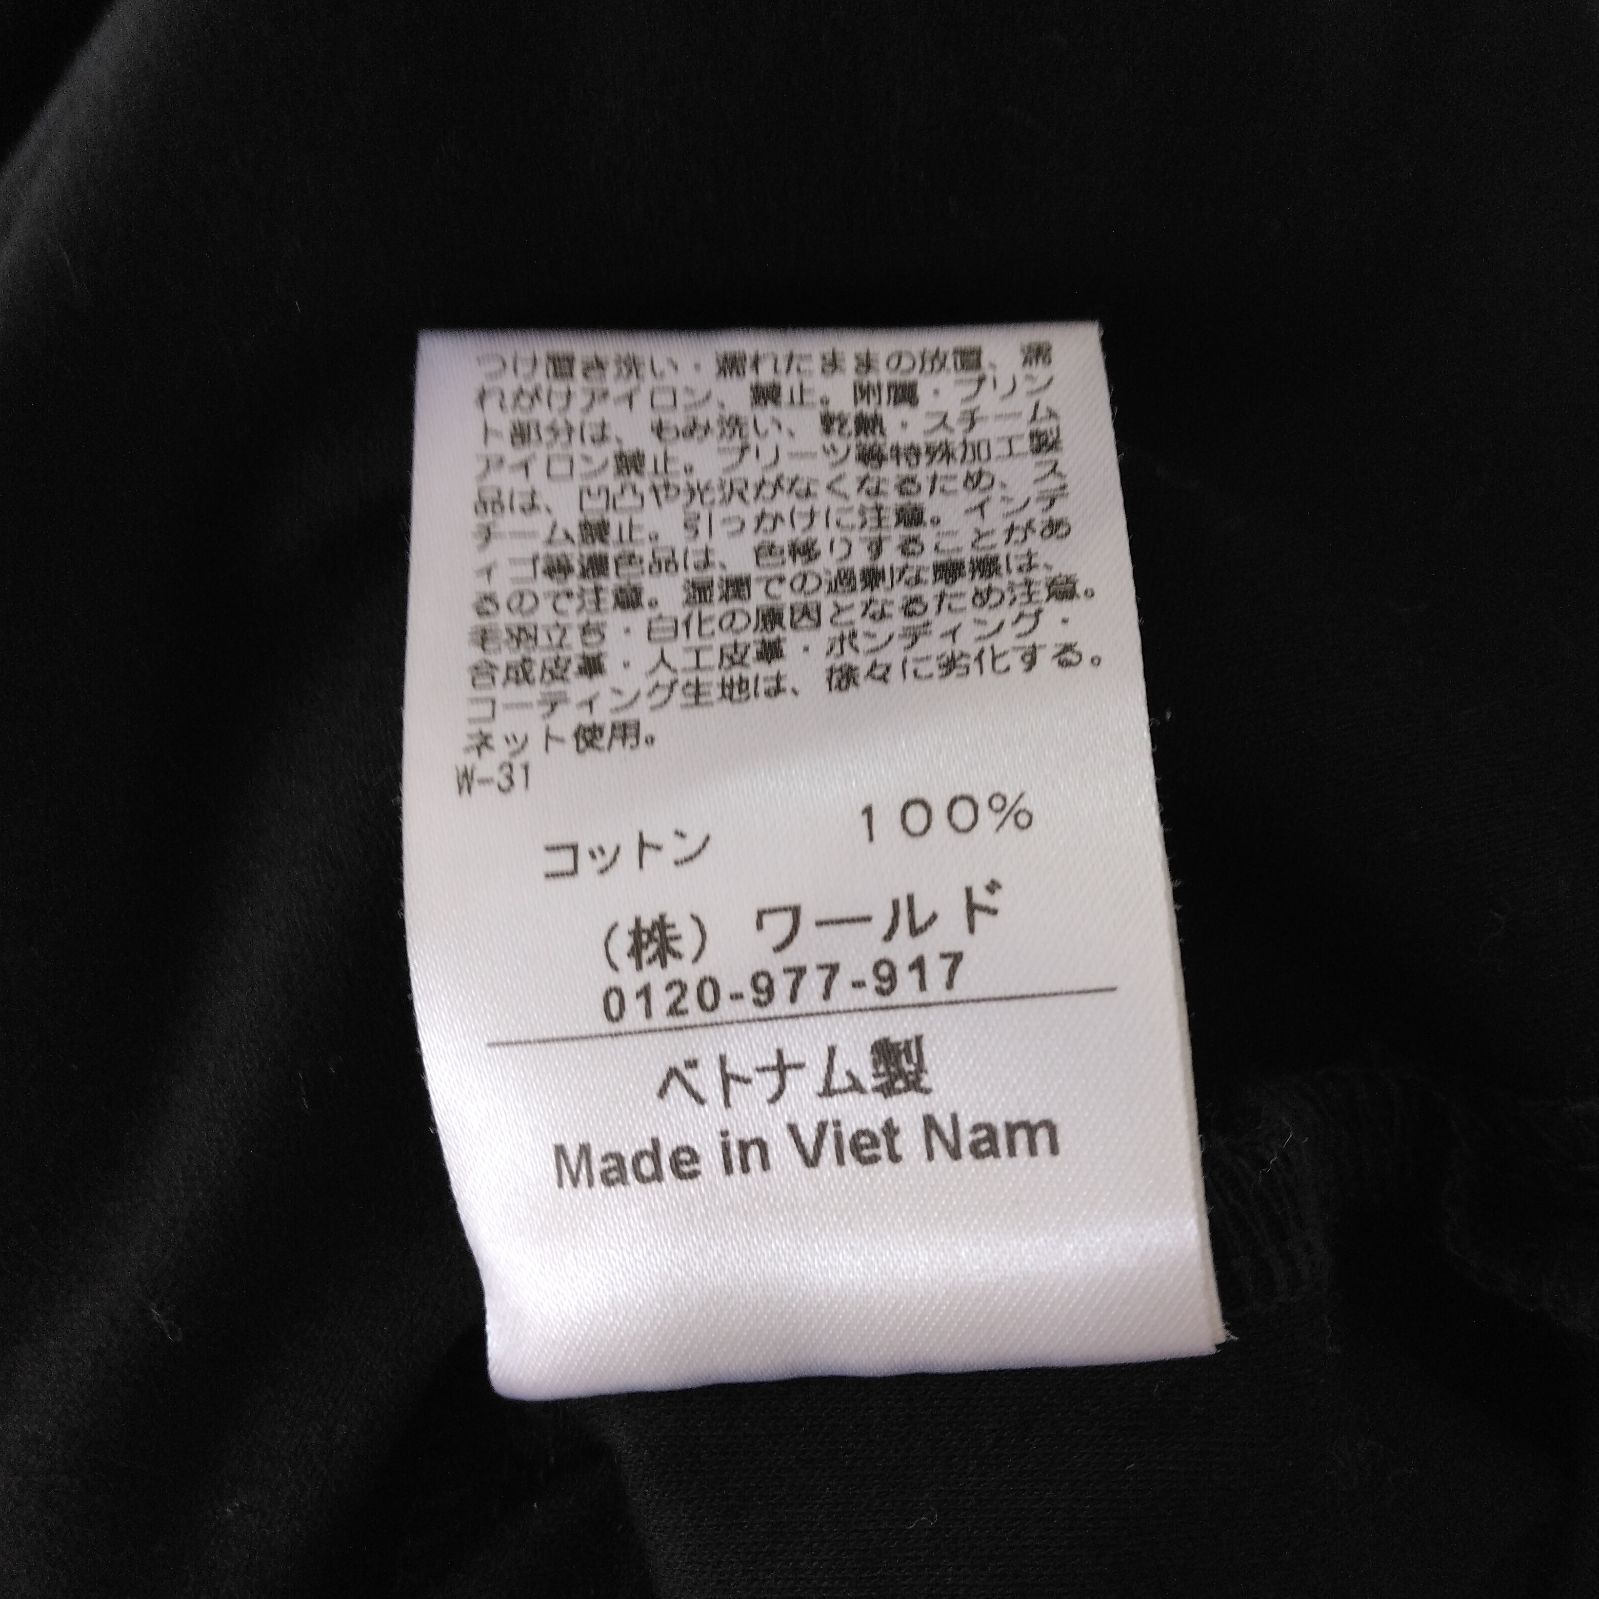 つけ置き洗い・濡れたままの放置、濡
れがけアイロン、禁止。附属・プリン
ト部分は、もみ洗い、乾熱・スチーム
アイロン禁止。プリーツ等特殊加工製
品は、凹凸や光沢がなくなるため、ス
チーム禁止。引っかけに注意。インデ
ィゴ等濃色品は、色移りすることがあ
るので注意。湿潤での過剰な摩擦は、
毛羽立ち・白化の原因となるため注意。
合成皮革・人工皮革・ボンディング・
コーティング生地は、徐々に劣化する。
ネット使用。
W-31
コットン 100%
(株) ワールド
0120-977-917
ベトナム製
Made in Viet Nam